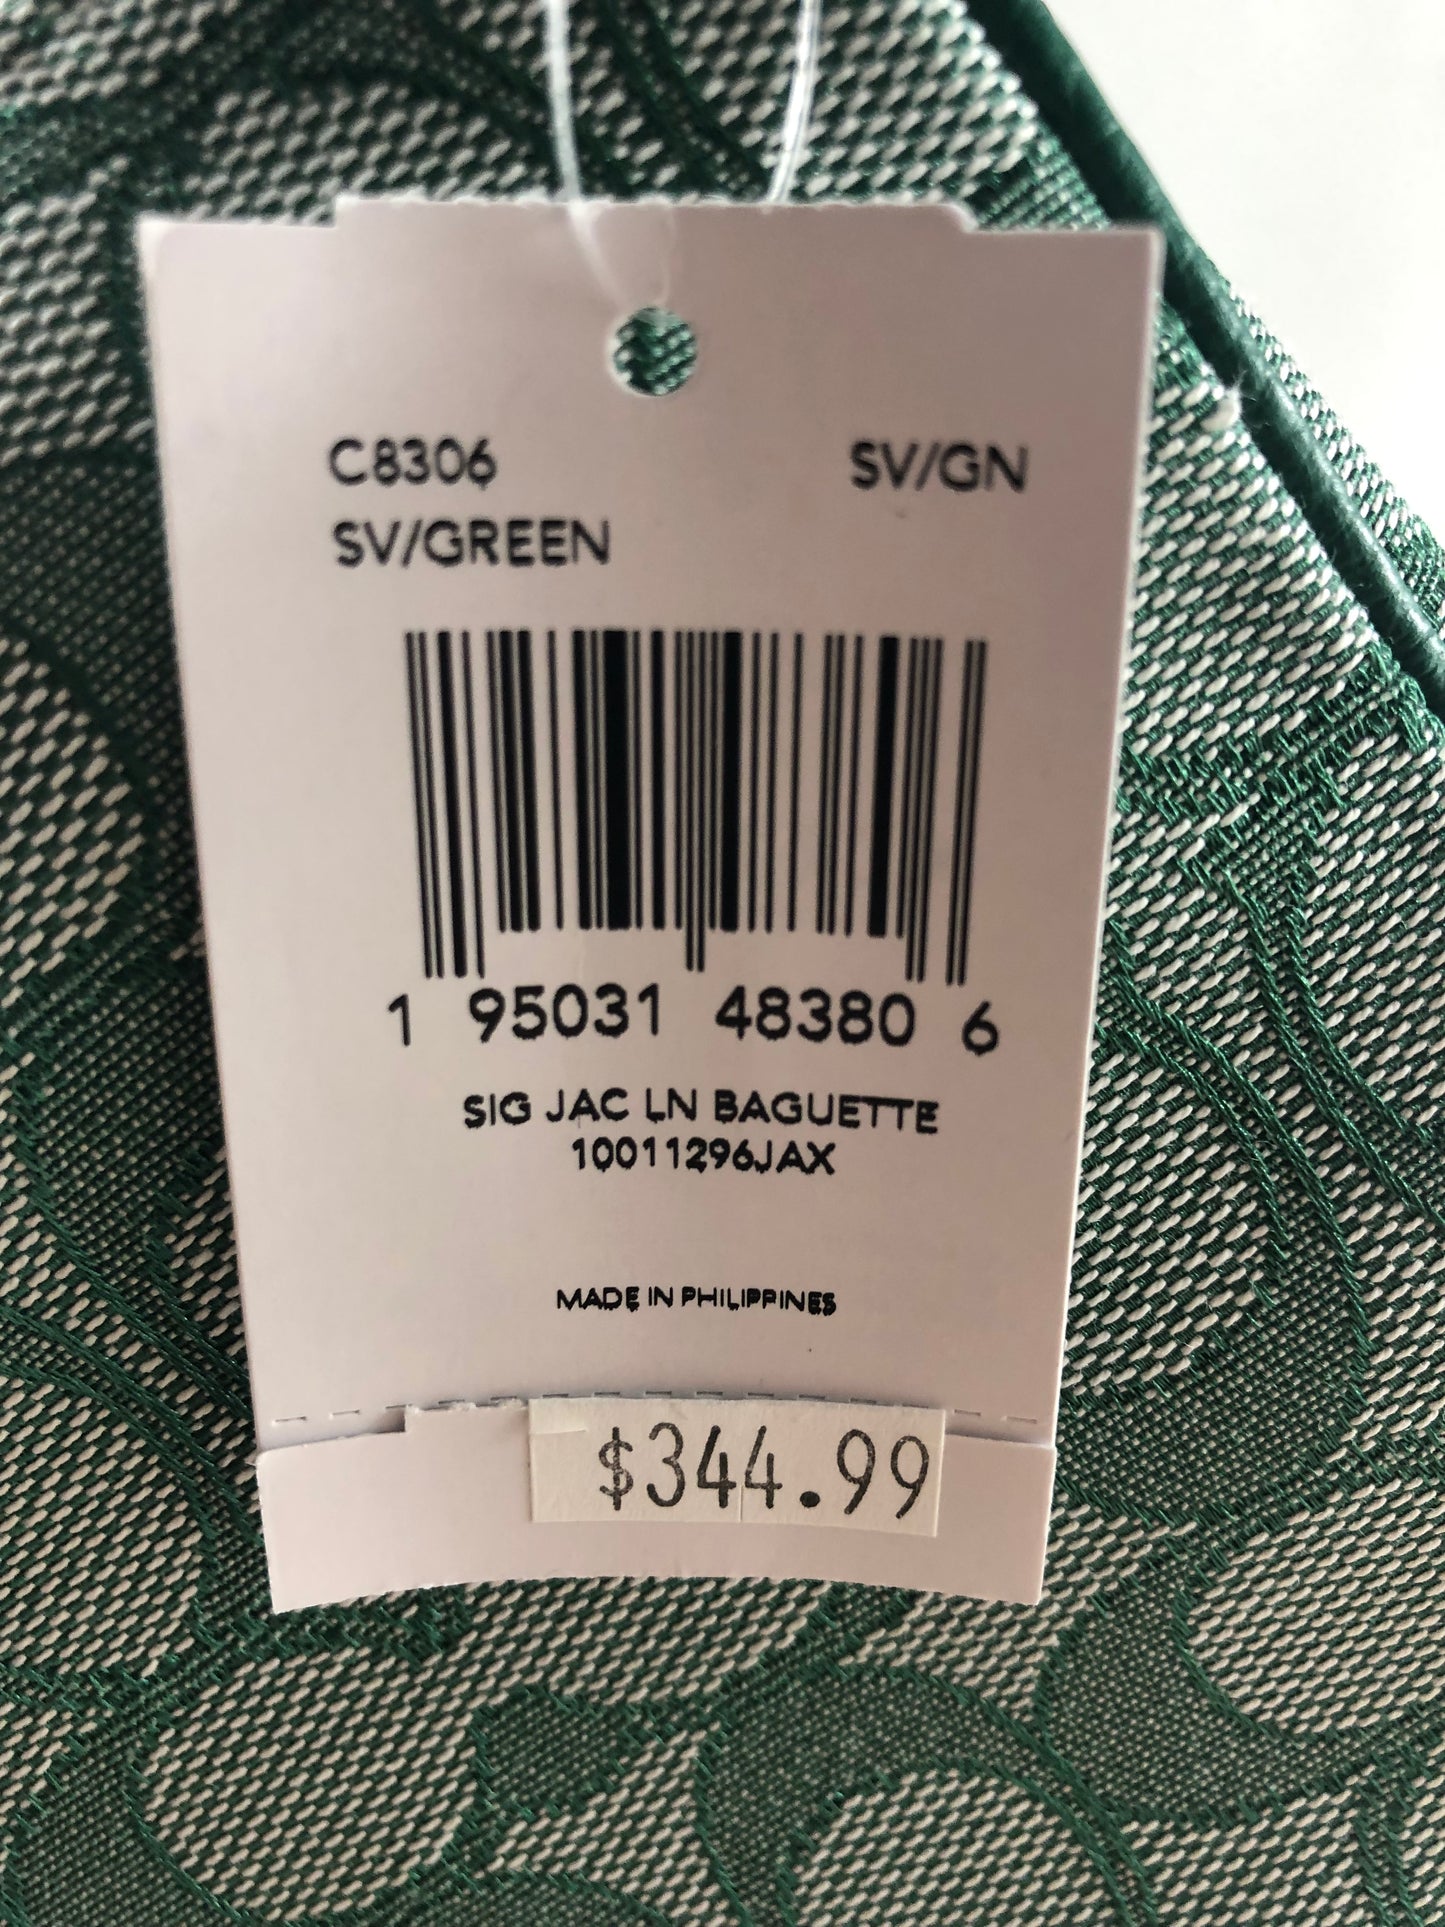 C8306 SV/GN
SV/GREEN
1 95031 48380 6
SIG JAC LN BAGUETTE
10011296JAX
MADE IN PHILIPPINES
$344.99